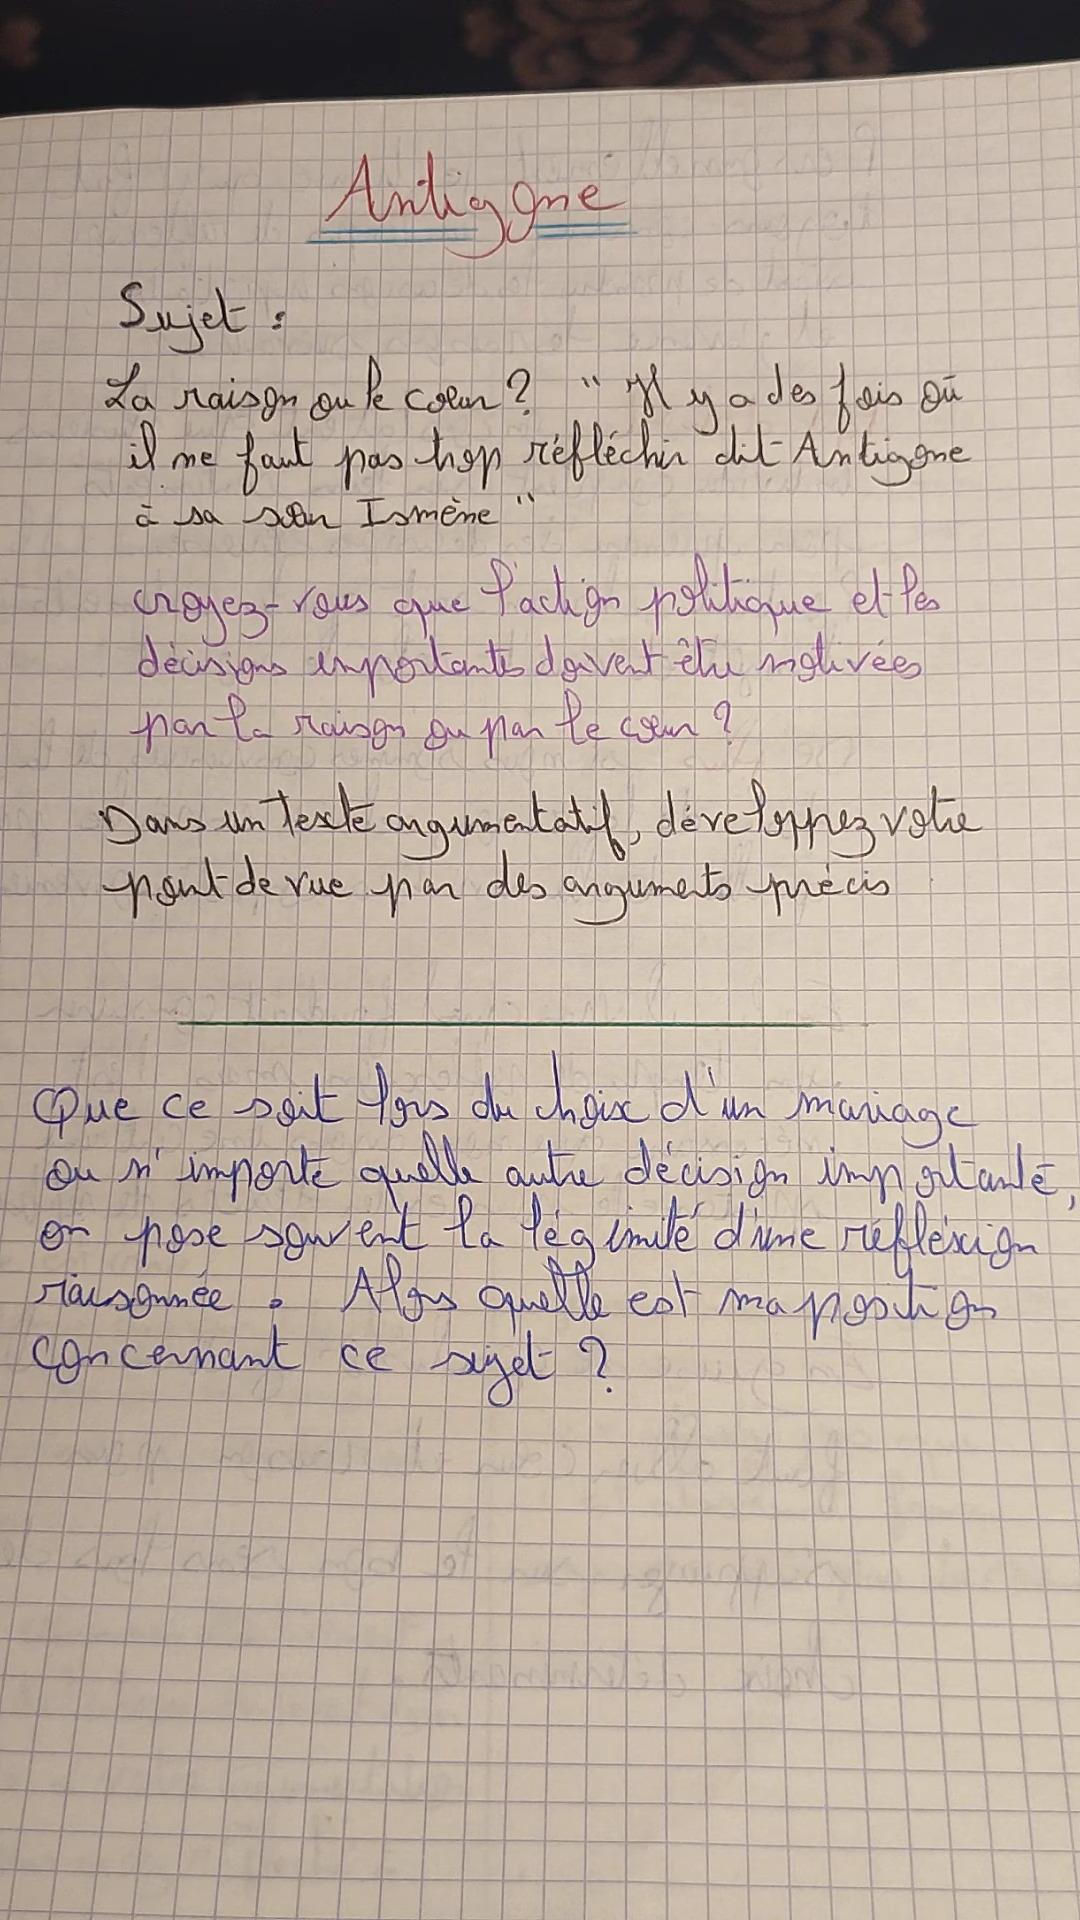 Antigone
Sujet :
La raison ou le cœur ? " Il y a des fois où
il ne faut pas trop réfléchir dit Antigone
à sa sœur Ismène "
croyez-vous que l'action politique et les
décisions importantes doivent être motivées
par la raison ou par le cœur ?
Dans un texte argumentatif, développez votre
point de vue par des arguments précis
Que ce soit lors du choix d'un mariage
ou n'importe quelle autre décision importante,
on pose souvent la légimité d'une réfléxion
raisonnée . Alors quelle est ma position
concernant ce sujet ?